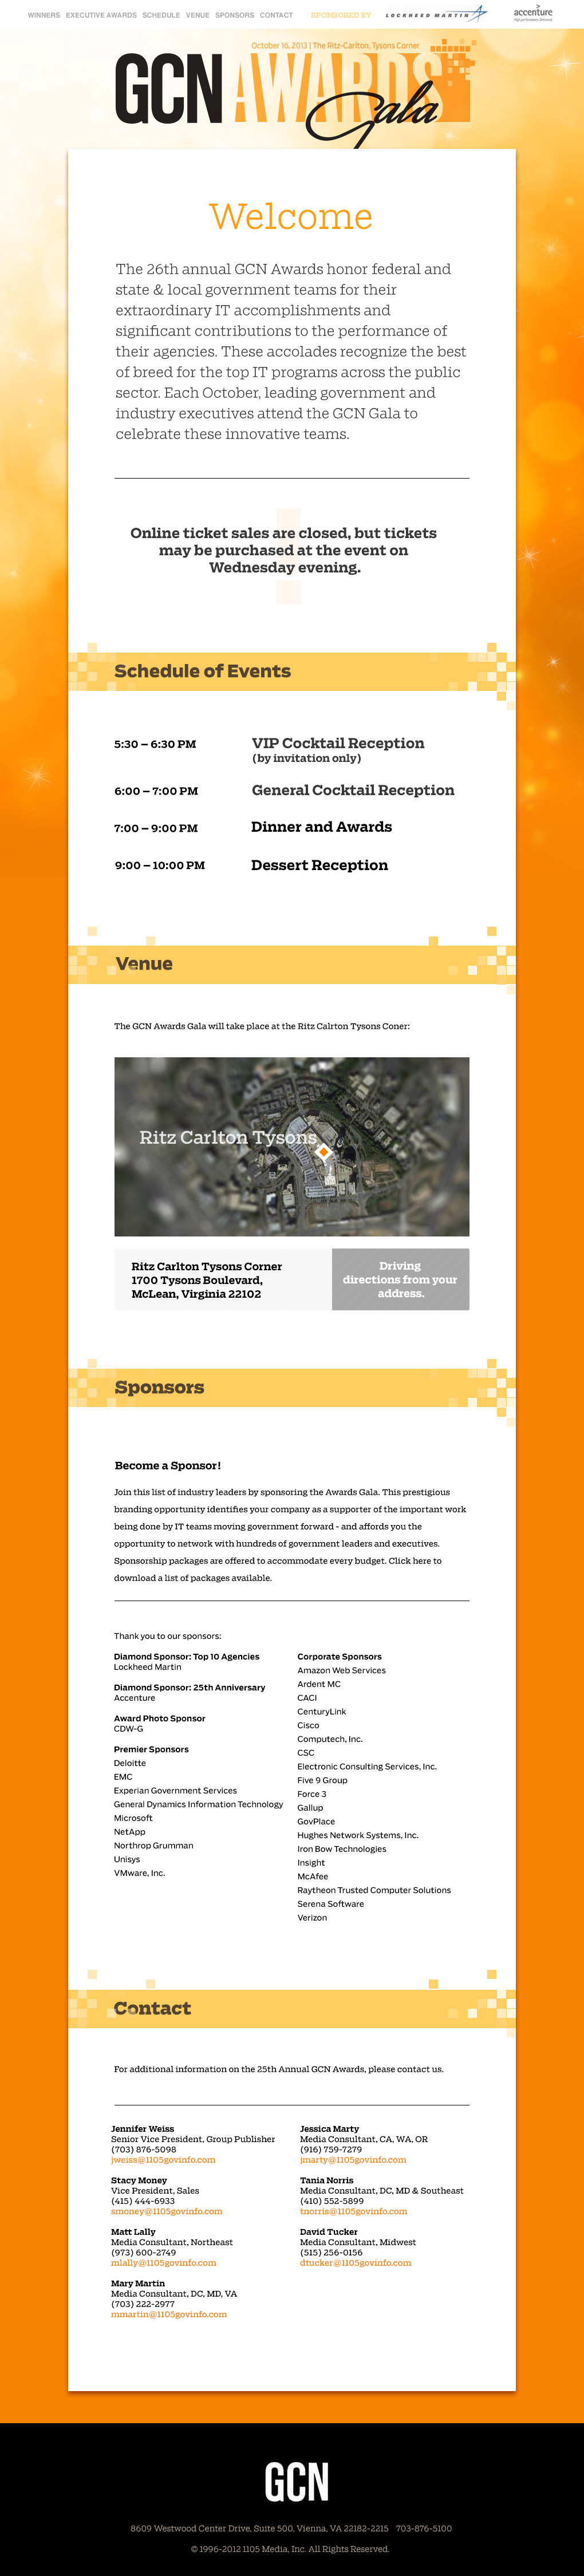 WINNERS EXECUTIVE AWARDS SCHEDULE VENUE SPONSORS CONTACT SPONSORED BY LOCKHEED MARTIN accenture
High performance. Delivered.
October 16, 2013 | The Ritz-Carlton, Tysons Corner
GCN AWARDS
Gala
Welcome
The 26th annual GCN Awards honor federal and
state & local government teams for their
extraordinary IT accomplishments and
significant contributions to the performance of
their agencies. These accolades recognize the best
of breed for the top IT programs across the public
sector. Each October, leading government and
industry executives attend the GCN Gala to
celebrate these innovative teams.
Online ticket sales are closed, but tickets
may be purchased at the event on
Wednesday evening.
Schedule of Events
5:30 – 6:30 PM VIP Cocktail Reception
(by invitation only)
6:00 – 7:00 PM General Cocktail Reception
7:00 – 9:00 PM Dinner and Awards
9:00 – 10:00 PM Dessert Reception
Venue
The GCN Awards Gala will take place at the Ritz Calrton Tysons Coner:
Ritz Carlton Tysons
Ritz Carlton Tysons Corner
1700 Tysons Boulevard,
McLean, Virginia 22102
Driving
directions from your
address.
Sponsors
Become a Sponsor!
Join this list of industry leaders by sponsoring the Awards Gala. This prestigious
branding opportunity identifies your company as a supporter of the important work
being done by IT teams moving government forward - and affords you the
opportunity to network with hundreds of government leaders and executives.
Sponsorship packages are offered to accommodate every budget. Click here to
download a list of packages available.
Thank you to our sponsors:
Diamond Sponsor: Top 10 Agencies
Lockheed Martin
Diamond Sponsor: 25th Anniversary
Accenture
Award Photo Sponsor
CDW-G
Premier Sponsors
Deloitte
EMC
Experian Government Services
General Dynamics Information Technology
Microsoft
NetApp
Northrop Grumman
Unisys
VMware, Inc.
Corporate Sponsors
Amazon Web Services
Ardent MC
CACI
CenturyLink
Cisco
Computech, Inc.
CSC
Electronic Consulting Services, Inc.
Five 9 Group
Force 3
Gallup
GovPlace
Hughes Network Systems, Inc.
Iron Bow Technologies
Insight
McAfee
Raytheon Trusted Computer Solutions
Serena Software
Verizon
Contact
For additional information on the 25th Annual GCN Awards, please contact us.
Jennifer Weiss
Senior Vice President, Group Publisher
(703) 876-5098
jweiss@1105govinfo.com
Stacy Money
Vice President, Sales
(415) 444-6933
smoney@1105govinfo.com
Matt Lally
Media Consultant, Northeast
(973) 600-2749
mlally@1105govinfo.com
Mary Martin
Media Consultant, DC, MD, VA
(703) 222-2977
mmartin@1105govinfo.com
Jessica Marty
Media Consultant, CA, WA, OR
(916) 759-7279
jmarty@1105govinfo.com
Tania Norris
Media Consultant, DC, MD & Southeast
(410) 552-5899
tnorris@1105govinfo.com
David Tucker
Media Consultant, Midwest
(515) 256-0156
dtucker@1105govinfo.com
GCN
8609 Westwood Center Drive, Suite 500, Vienna, VA 22182-2215 703-876-5100
© 1996-2012 1105 Media, Inc. All Rights Reserved.